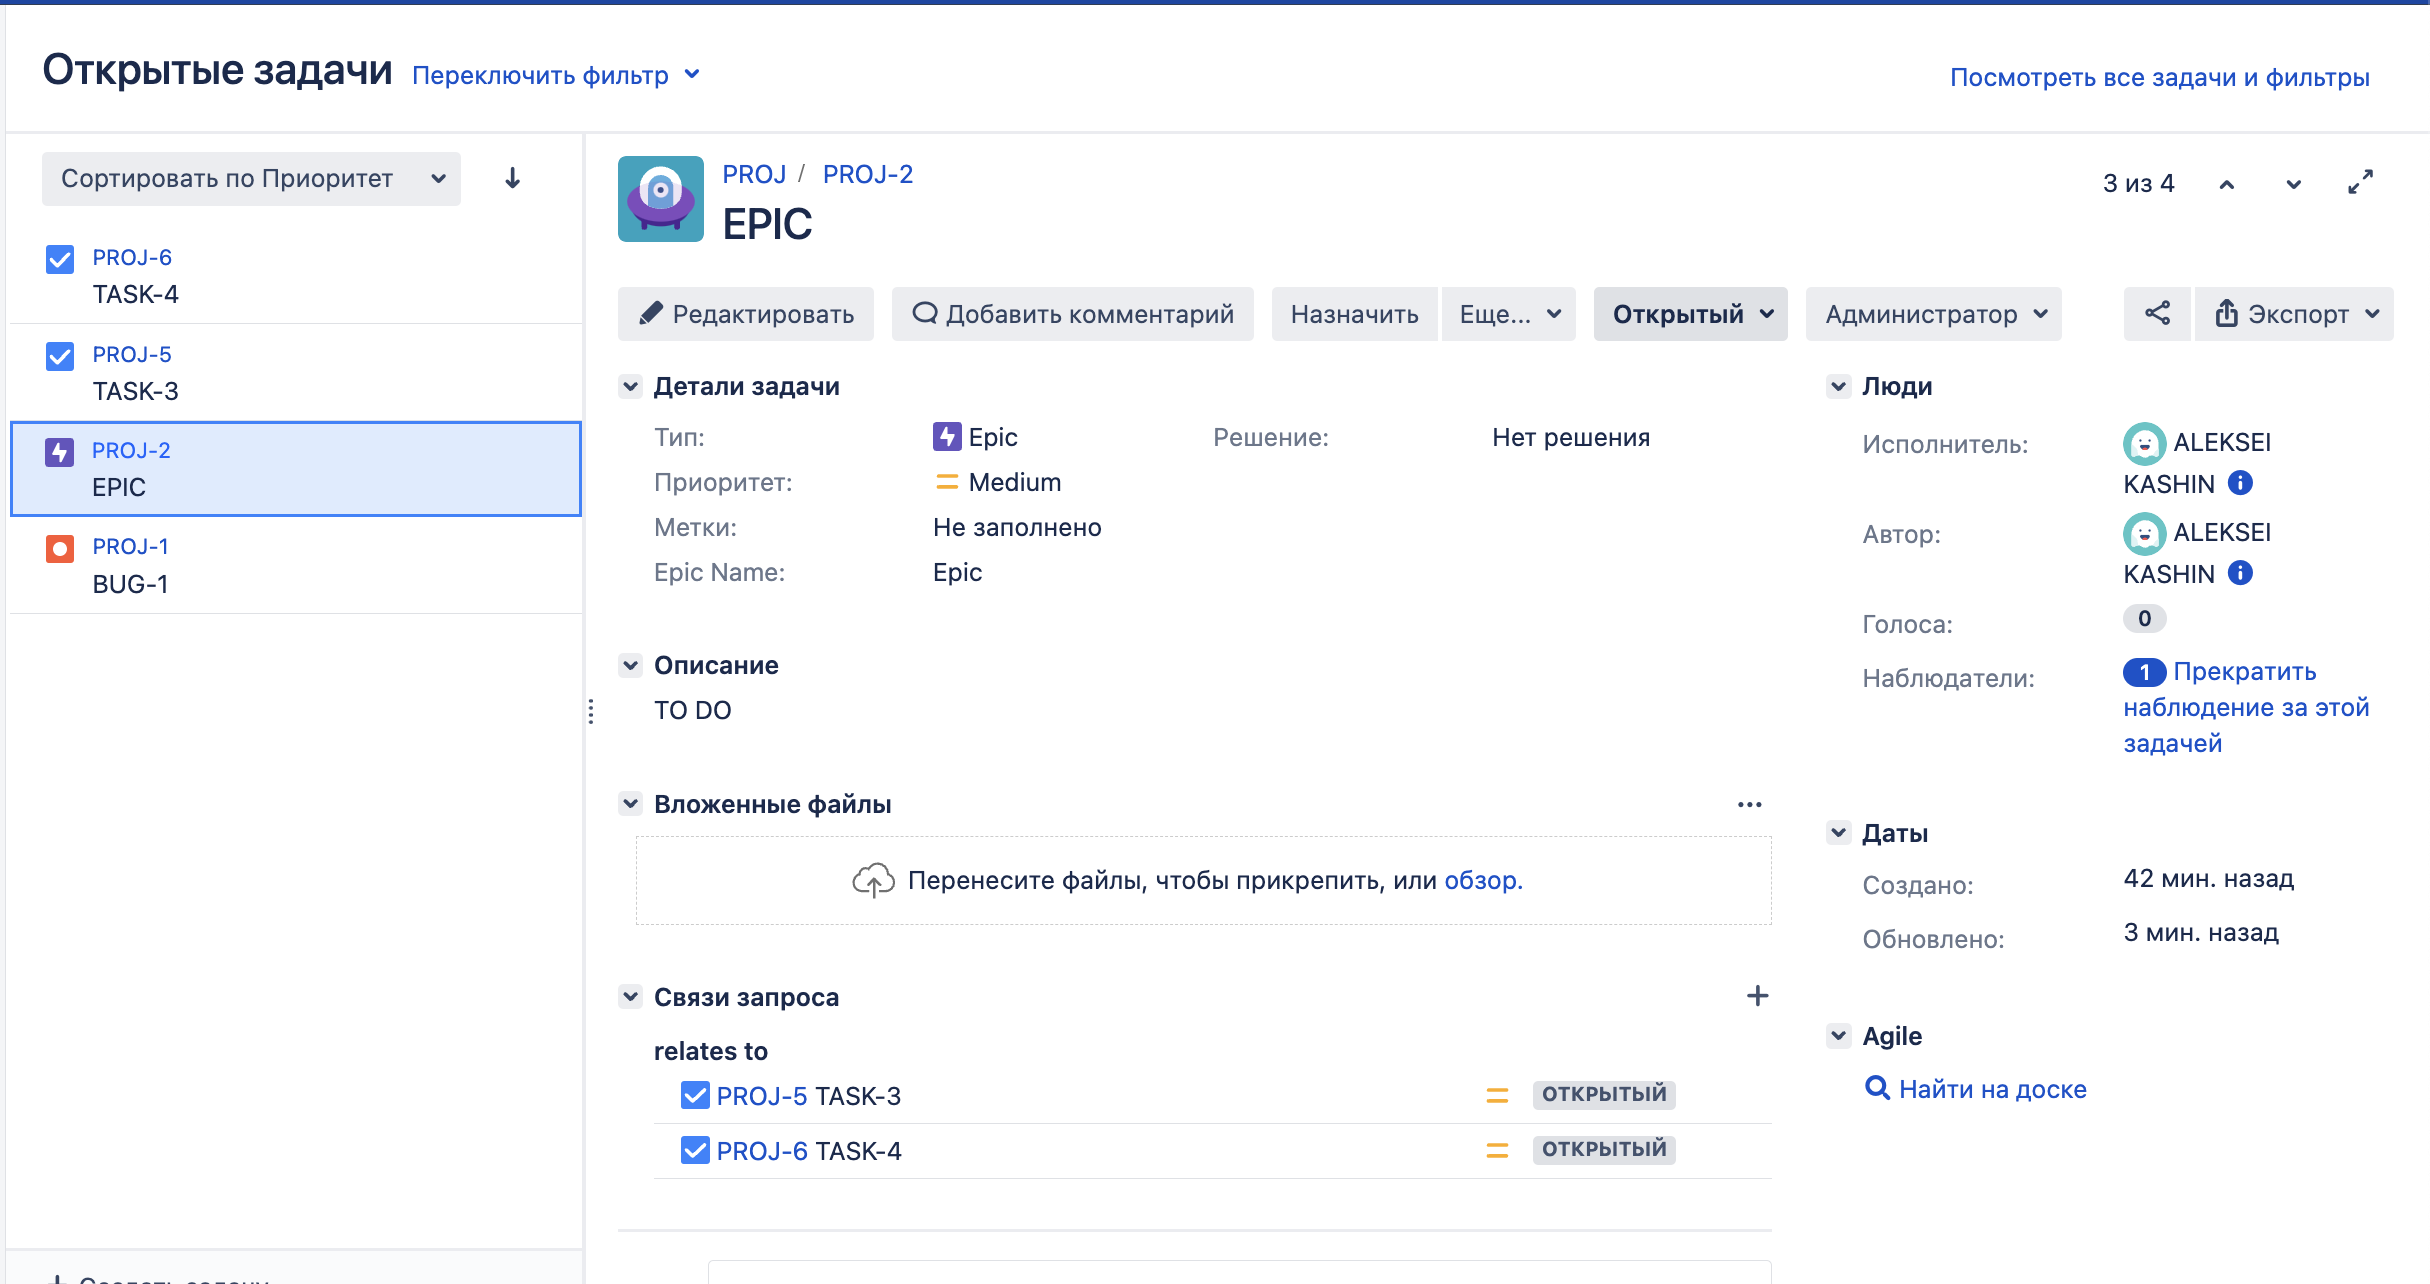 Открытые задачи Переключить фильтр
Посмотреть все задачи и фильтры
Сортировать по Приоритет
PROJ-6
TASK-4
PROJ-5
TASK-3
PROJ-2
EPIC
PROJ-1
BUG-1
PROJ / PROJ-2
EPIC
3 из 4
Редактировать Добавить комментарий Назначить Еще... Открытый Администратор Экспорт
Детали задачи
Тип: Epic Решение: Нет решения
Приоритет: Medium
Метки: Не заполнено
Epic Name: Epic
Описание
TO DO
Вложенные файлы
Перенесите файлы, чтобы прикрепить, или обзор.
Связи запроса
relates to
PROJ-5 TASK-3 ОТКРЫТЫЙ
PROJ-6 TASK-4 ОТКРЫТЫЙ
Люди
Исполнитель: ALEKSEI
KASHIN
Автор: ALEKSEI
KASHIN
Голоса: 0
Наблюдатели: 1 Прекратить
наблюдение за этой
задачей
Даты
Создано: 42 мин. назад
Обновлено: 3 мин. назад
Agile
Найти на доске